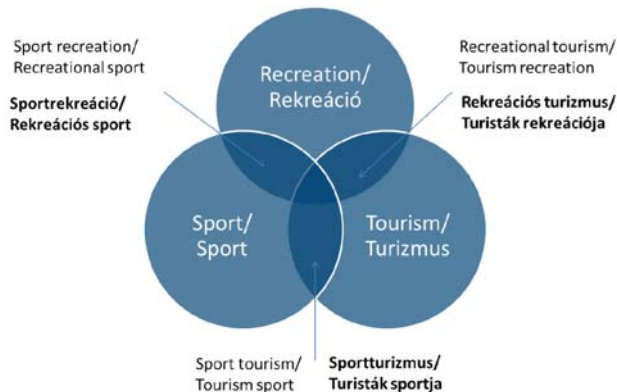 Sport recreation/
Recreational sport
Sportrekreáció/
Rekreációs sport
Recreation/
Rekreáció
Recreational tourism/
Tourism recreation
Rekreációs turizmus/
Turisták rekreációja
Sport/
Sport
Tourism/
Turizmus
Sport tourism/
Tourism sport
Sportturizmus/
Turisták sportja